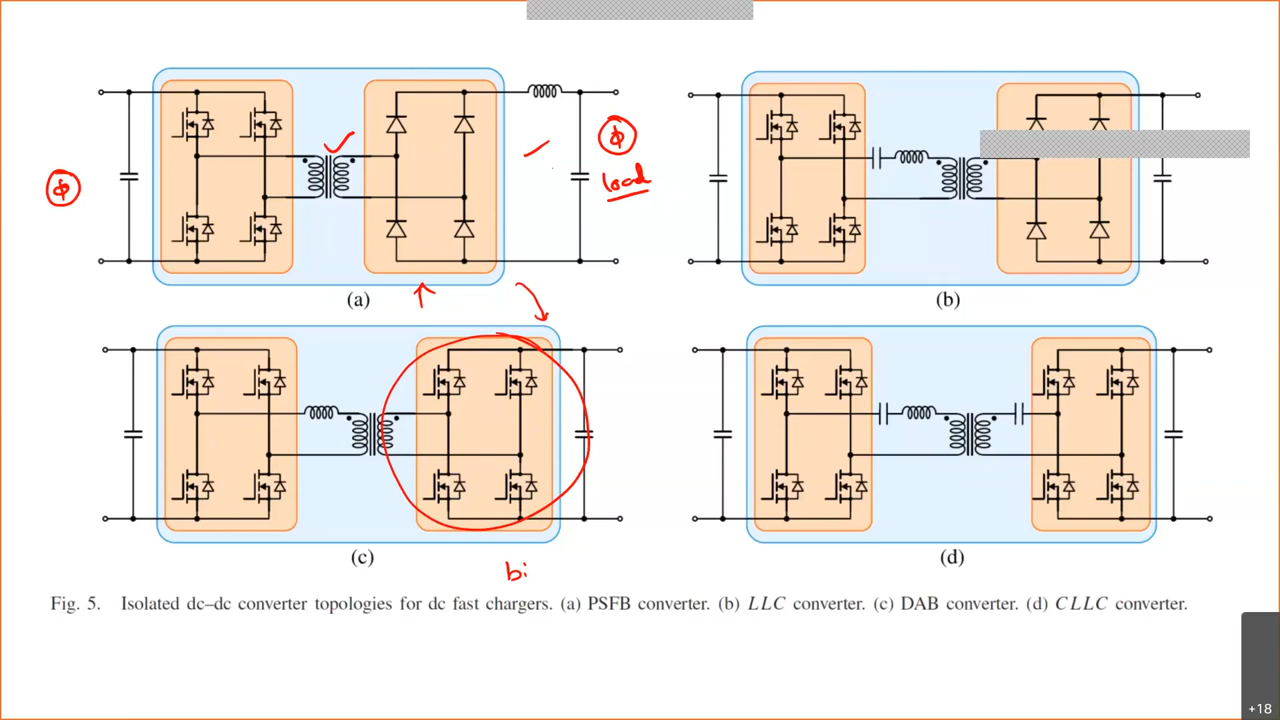 ϕ
ϕ
load
(a)
(b)
(c)
(d)
bi
Fig. 5. Isolated dc–dc converter topologies for dc fast chargers. (a) PSFB converter. (b) LLC converter. (c) DAB converter. (d) CLLC converter.
+18